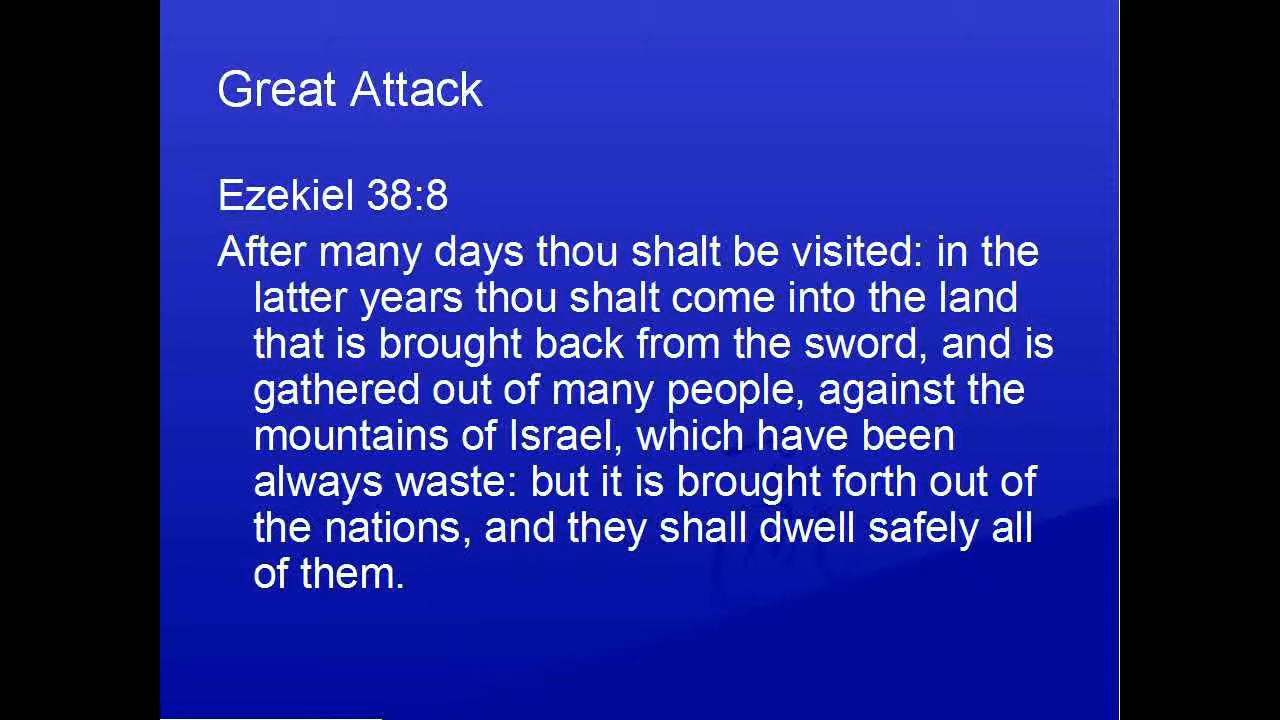 Great Attack
Ezekiel 38:8
After many days thou shalt be visited: in the
latter years thou shalt come into the land
that is brought back from the sword, and is
gathered out of many people, against the
mountains of Israel, which have been
always waste: but it is brought forth out of
the nations, and they shall dwell safely all
of them.